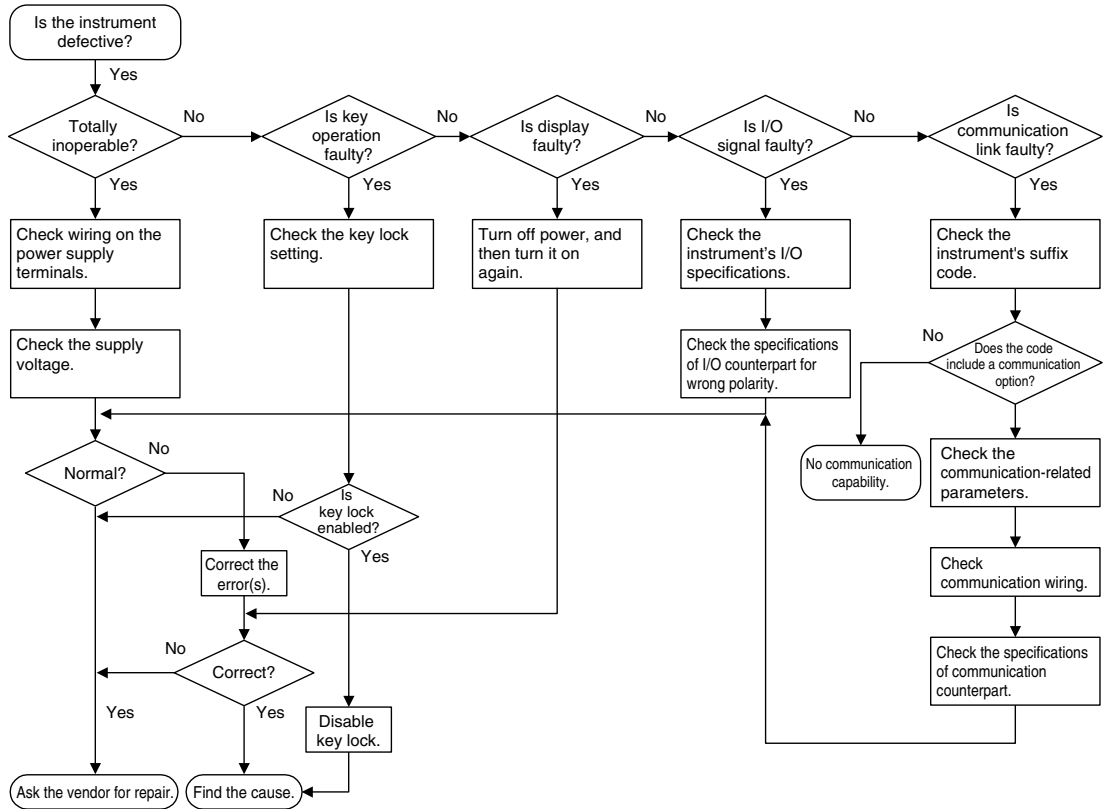 Is the instrument
defective?
Yes
Totally
inoperable?
No
Is key
operation
faulty?
No
Is display
faulty?
No
Is I/O
signal faulty?
No
Is
communication
link faulty?
Yes
Yes
Yes
Yes
Yes
Check wiring on the
power supply
terminals.
Check the key lock
setting.
Turn off power, and
then turn it on
again.
Check the
instrument's I/O
specifications.
Check the
instrument's suffix
code.
Check the supply
voltage.
Check the specifications
of I/O counterpart for
wrong polarity.
No
Does the code
include a communication
option?
Yes
Normal?
No
No
Is
key lock
enabled?
Yes
No communication
capability.
Check the
communication-related
parameters.
Correct the
error(s).
Check
communication wiring.
No
Correct?
Check the specifications
of communication
counterpart.
Yes
Yes
Disable
key lock.
Ask the vendor for repair.
Find the cause.